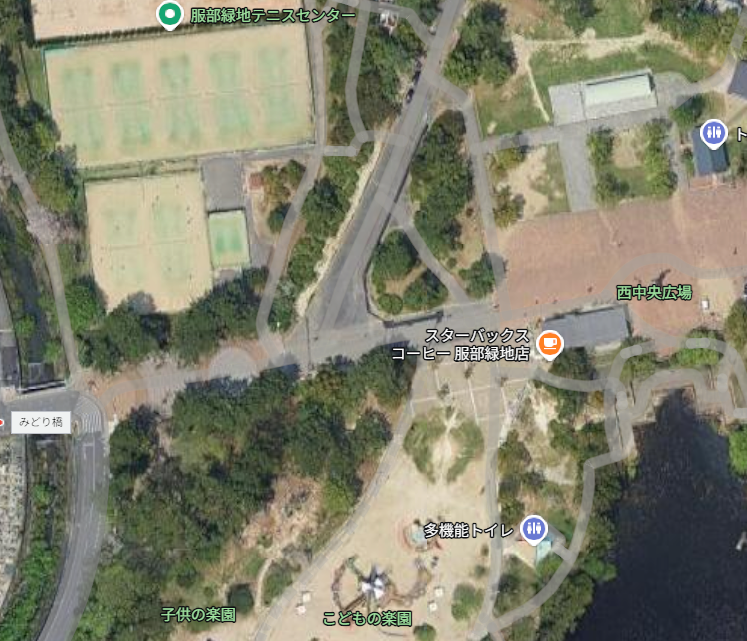 服部緑地テニスセンター
ト
西中央広場
スターバックス
コーヒー 服部緑地店
みどり橋
多機能トイレ
子供の楽園
こどもの楽園